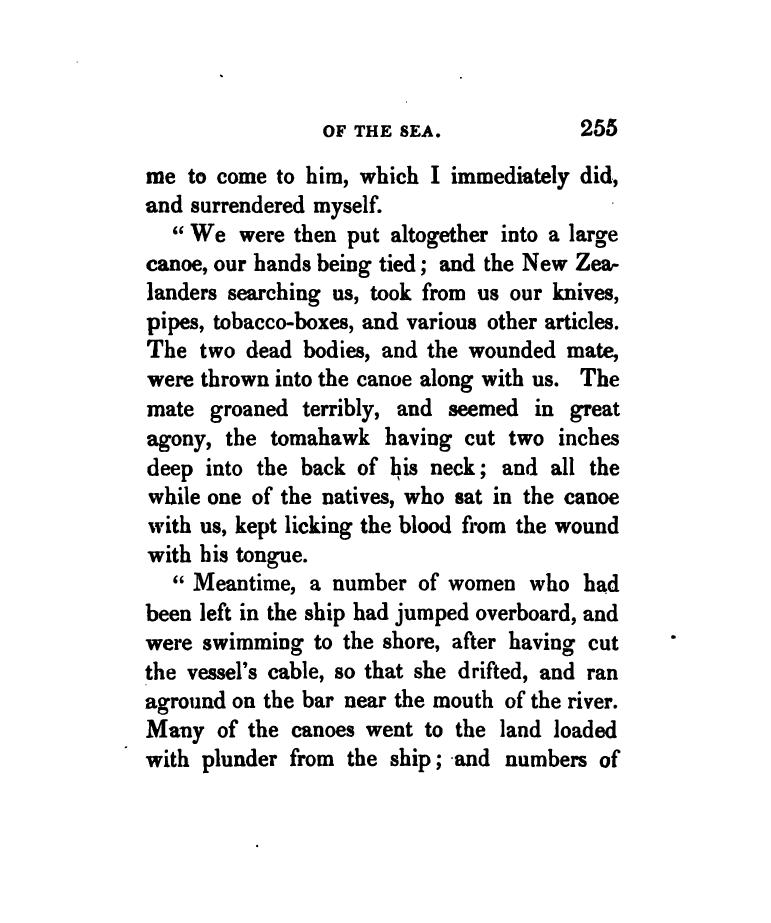 OF THE SEA. 255
me to come to him, which I immediately did,
and surrendered myself.
“ We were then put altogether into a large
canoe, our hands being tied ; and the New Zea-
landers searching us, took from us our knives,
pipes, tobacco-boxes, and various other articles.
The two dead bodies, and the wounded mate,
were thrown into the canoe along with us. The
mate groaned terribly, and seemed in great
agony, the tomahawk having cut two inches
deep into the back of his neck ; and all the
while one of the natives, who sat in the canoe
with us, kept licking the blood from the wound
with his tongue.
“ Meantime, a number of women who had
been left in the ship had jumped overboard, and
were swimming to the shore, after having cut
the vessel's cable, so that she drifted, and ran
aground on the bar near the mouth of the river.
Many of the canoes went to the land loaded
with plunder from the ship ; and numbers of